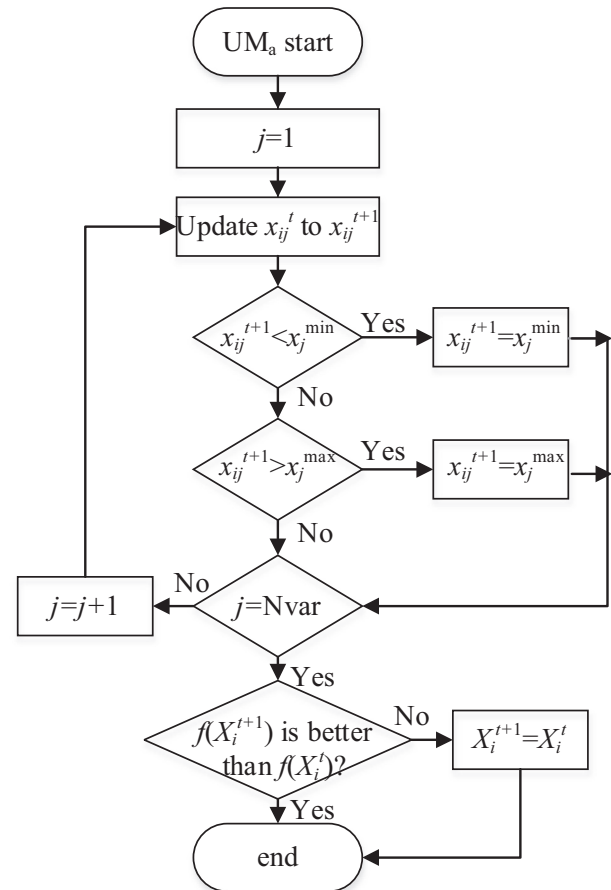 UMₐ start
j=1
Update xᵢⱼᵗ to xᵢⱼᵗ⁺¹
xᵢⱼᵗ⁺¹<xⱼᵐⁱⁿ
Yes
xᵢⱼᵗ⁺¹=xⱼᵐⁱⁿ
No
xᵢⱼᵗ⁺¹>xⱼᵐᵃˣ
Yes
xᵢⱼᵗ⁺¹=xⱼᵐᵃˣ
No
j=j+1
No
j=Nvar
Yes
f(Xᵢᵗ⁺¹) is better
than f(Xᵢᵗ)?
No
Xᵢᵗ⁺¹=Xᵢᵗ
Yes
end